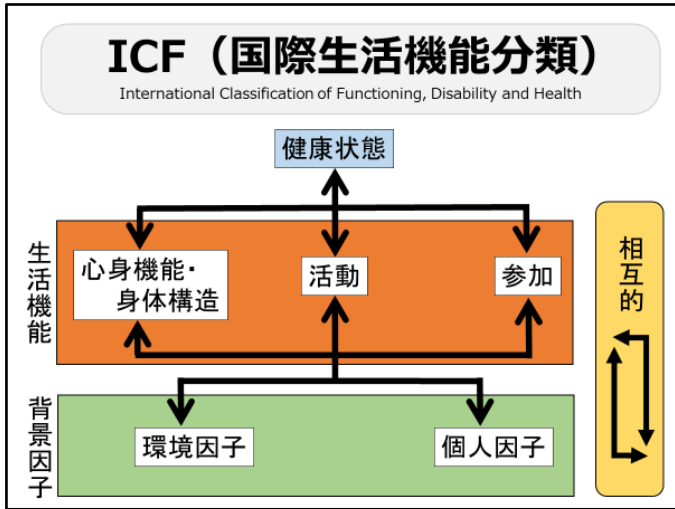 ICF（国際生活機能分類）
International Classification of Functioning, Disability and Health
健康状態
生活機能
心身機能・
身体構造
活動
参加
相互的
背景因子
環境因子
個人因子